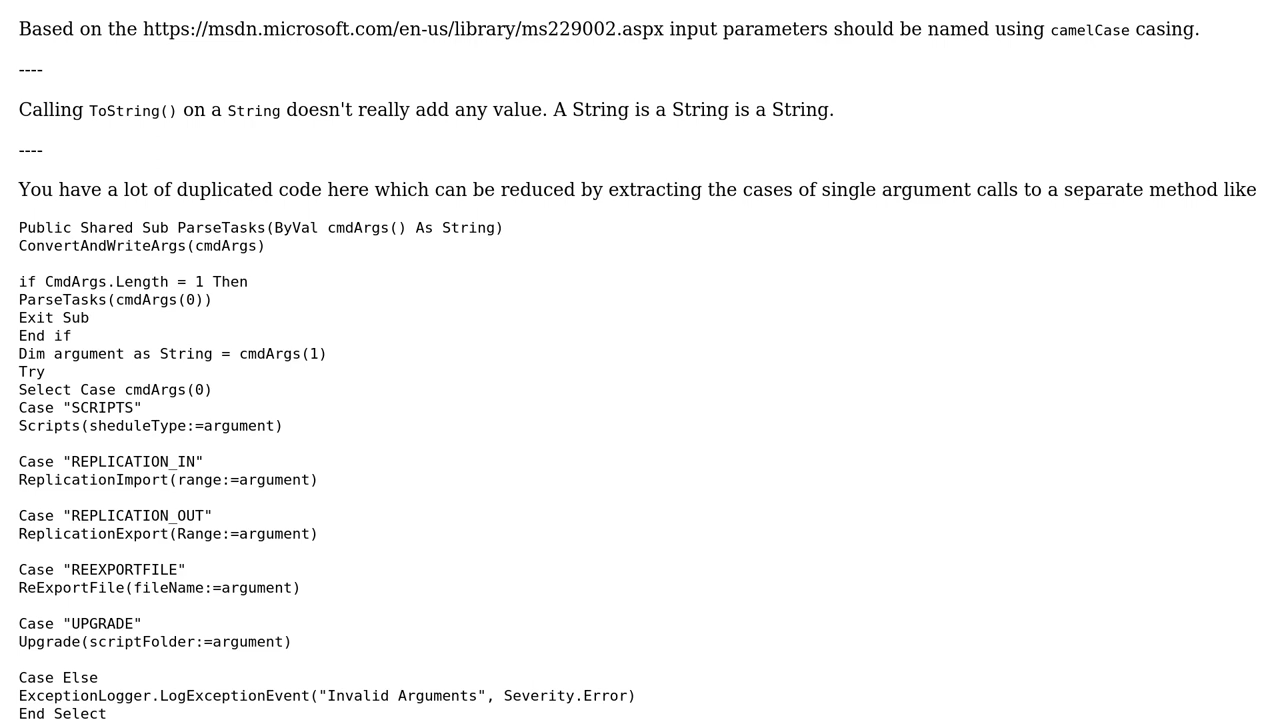 Based on the https://msdn.microsoft.com/en-us/library/ms229002.aspx input parameters should be named using camelCase casing.
----
Calling ToString() on a String doesn't really add any value. A String is a String is a String.
----
You have a lot of duplicated code here which can be reduced by extracting the cases of single argument calls to a separate method like
Public Shared Sub ParseTasks(ByVal cmdArgs() As String)
ConvertAndWriteArgs(cmdArgs)
if CmdArgs.Length = 1 Then
ParseTasks(cmdArgs(0))
Exit Sub
End if
Dim argument as String = cmdArgs(1)
Try
Select Case cmdArgs(0)
Case "SCRIPTS"
Scripts(sheduleType:=argument)
Case "REPLICATION_IN"
ReplicationImport(range:=argument)
Case "REPLICATION_OUT"
ReplicationExport(Range:=argument)
Case "REEXPORTFILE"
ReExportFile(fileName:=argument)
Case "UPGRADE"
Upgrade(scriptFolder:=argument)
Case Else
ExceptionLogger.LogExceptionEvent("Invalid Arguments", Severity.Error)
End Select